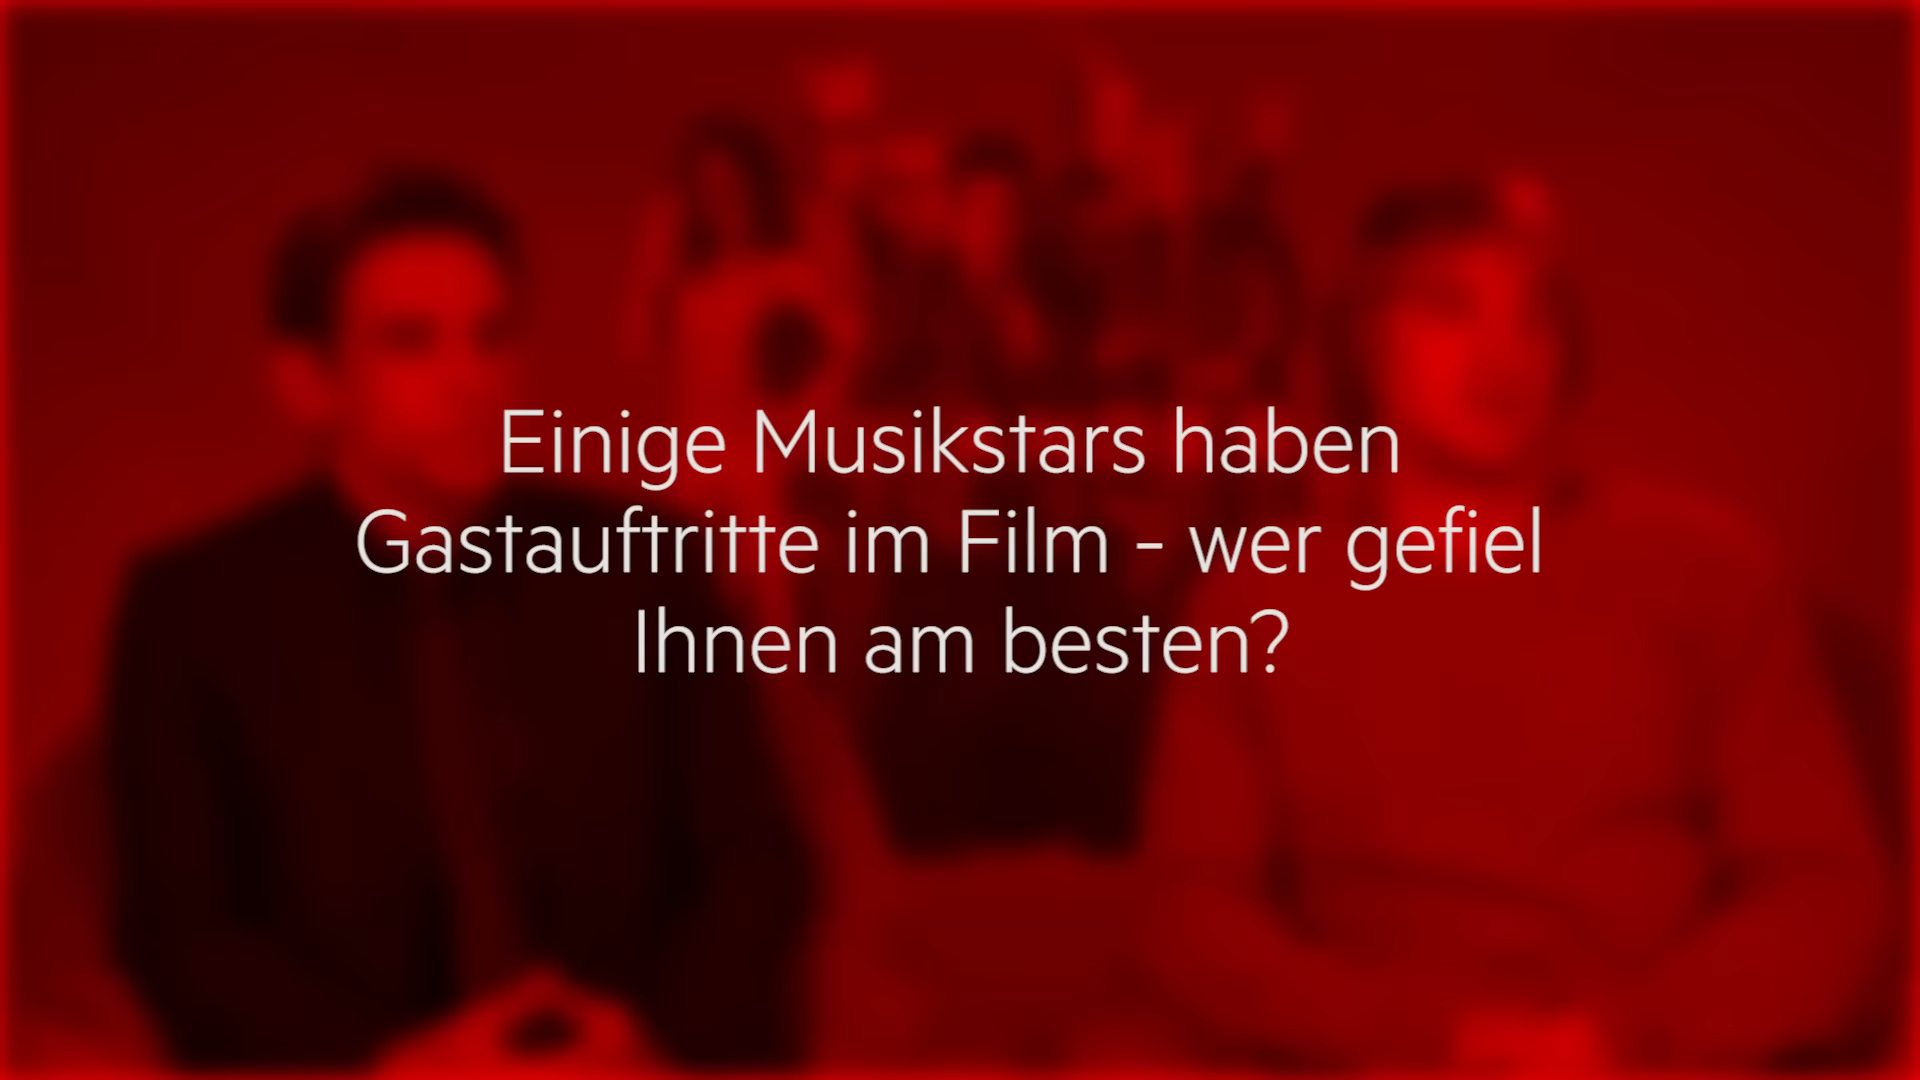 Einige Musikstars haben
Gastauftritte im Film - wer gefiel
Ihnen am besten?